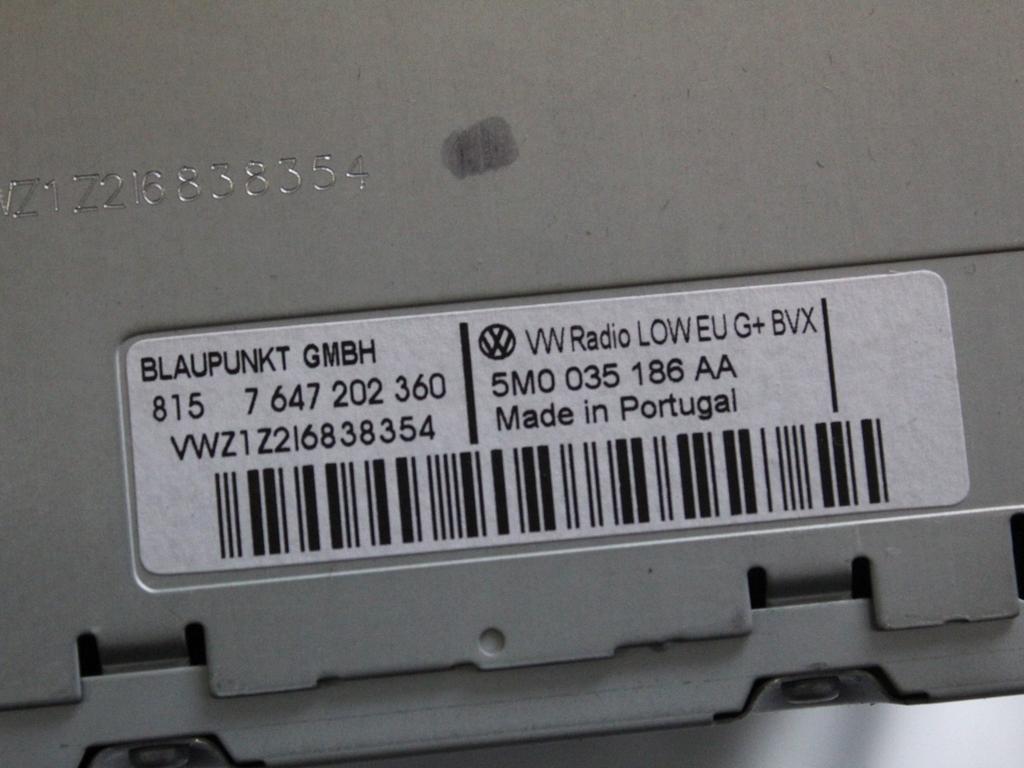 WZ1Z2I6838354
BLAUPUNKT GMBH
815 7 647 202 360
VWZ1Z2I6838354
VW Radio LOW EU G+ BVX
5M0 035 186 AA
Made in Portugal